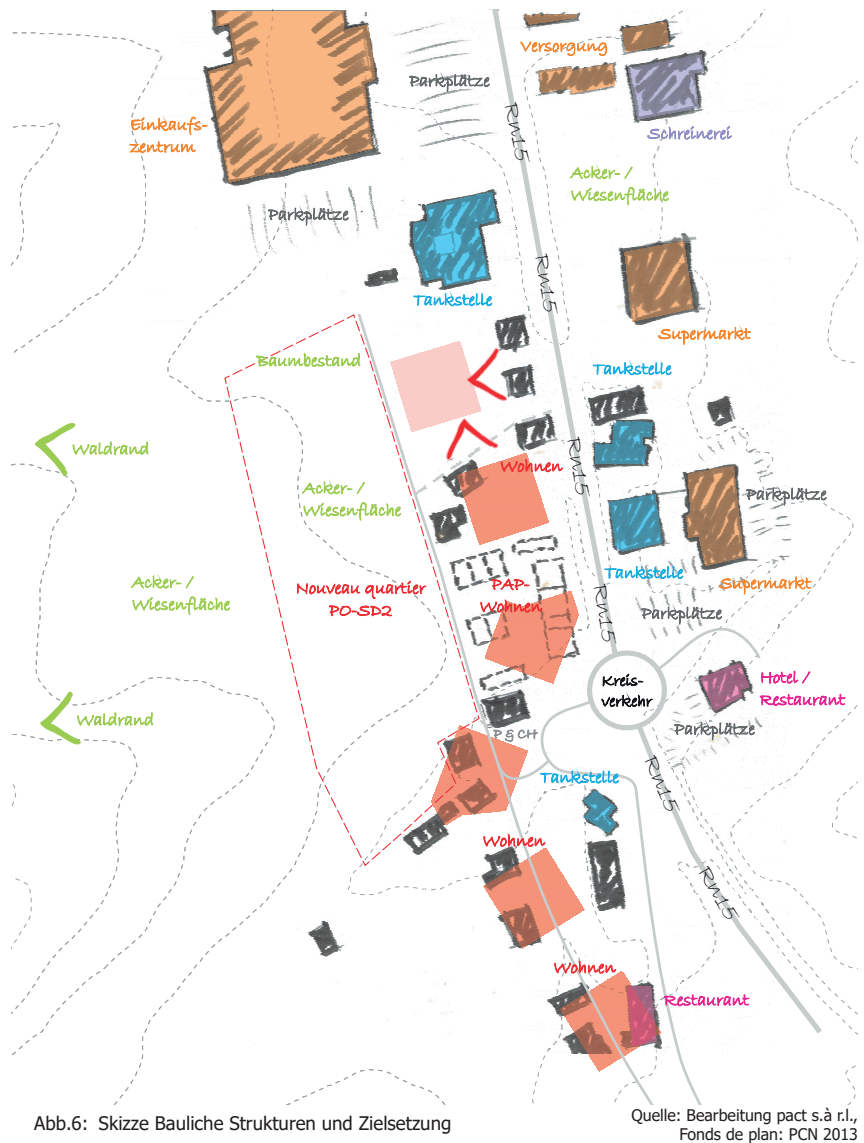 Versorgung
Parkplätze
Rn15
Schreinerei
Einkaufs-
zentrum
Acker- /
Wiesenfläche
Parkplätze
Rn15
Tankstelle
Supermarkt
Baumbestand
Tankstelle
Waldrand
Wohnen
Rn15
Acker- /
Wiesenfläche
Parkplätze
Acker- /
Wiesenfläche
Nouveau quartier
PO-SD2
PAP-
Wohnen
Tankstelle
Supermarkt
Rn15
Parkplätze
Kreis-
verkehr
Hotel /
Restaurant
Waldrand
P & CH
Parkplätze
Tankstelle
Rn15
Wohnen
Rn15
Wohnen
Restaurant
Abb.6: Skizze Bauliche Strukturen und Zielsetzung
Quelle: Bearbeitung pact s.à r.l.,
Fonds de plan: PCN 2013